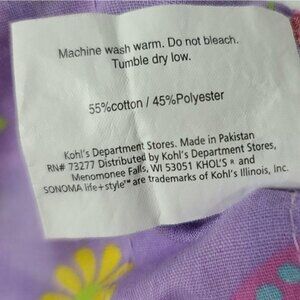 Machine wash warm. Do not bleach.
Tumble dry low.
55%cotton / 45%Polyester
Kohl's Department Stores. Made in Pakistan
RN# 73277 Distributed by Kohl's Department Stores,
Menomonee Falls, WI 53051 KHOL'S ® and
SONOMA life+style™ are trademarks of Kohl's Illinois, Inc.